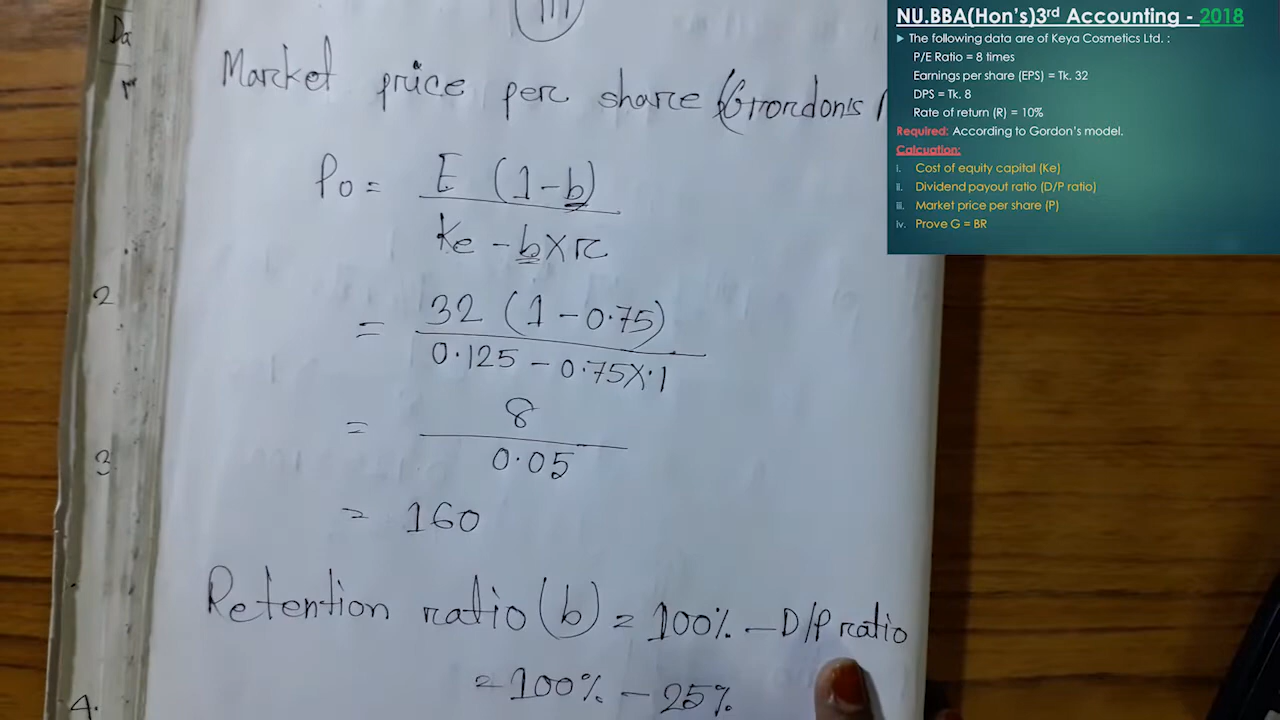 III
Market price per share (Gordon's
P0 = E (1-b)
Ke - b×r
= 32 (1-0.75)
0.125 - 0.75×.1
= 8
0.05
= 160
Retention ratio (b) = 100% - D/P ratio
= 100% - 25%
Da
2
3
4.
NU.BBA(Hon's)3rd Accounting - 2018
The following data are of Keya Cosmetics Ltd. :
P/E Ratio = 8 times
Earnings per share (EPS) = Tk. 32
DPS = Tk. 8
Rate of return (R) = 10%
Required: According to Gordon's model.
Calcuation:
i. Cost of equity capital (Ke)
ii. Dividend payout ratio (D/P ratio)
iii. Market price per share (P)
iv. Prove G = BR